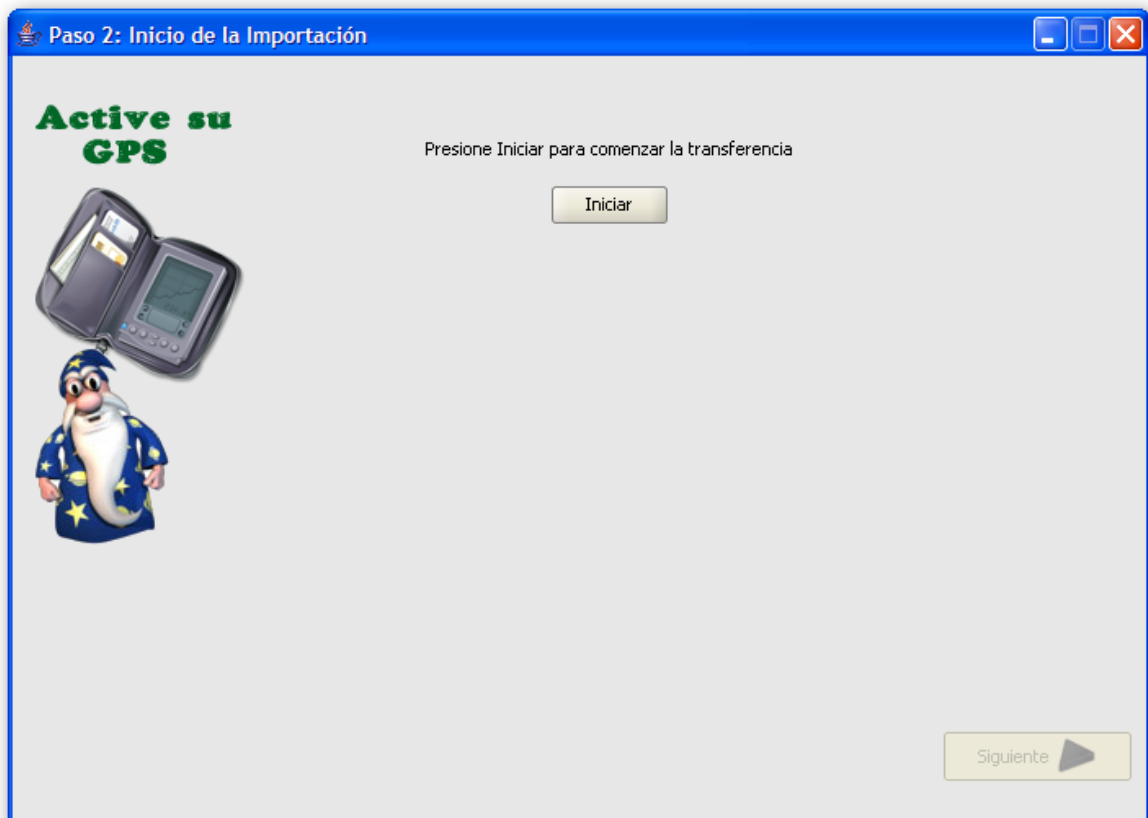 Paso 2: Inicio de la Importación
Active su
GPS
Presione Iniciar para comenzar la transferencia
Iniciar
Siguiente